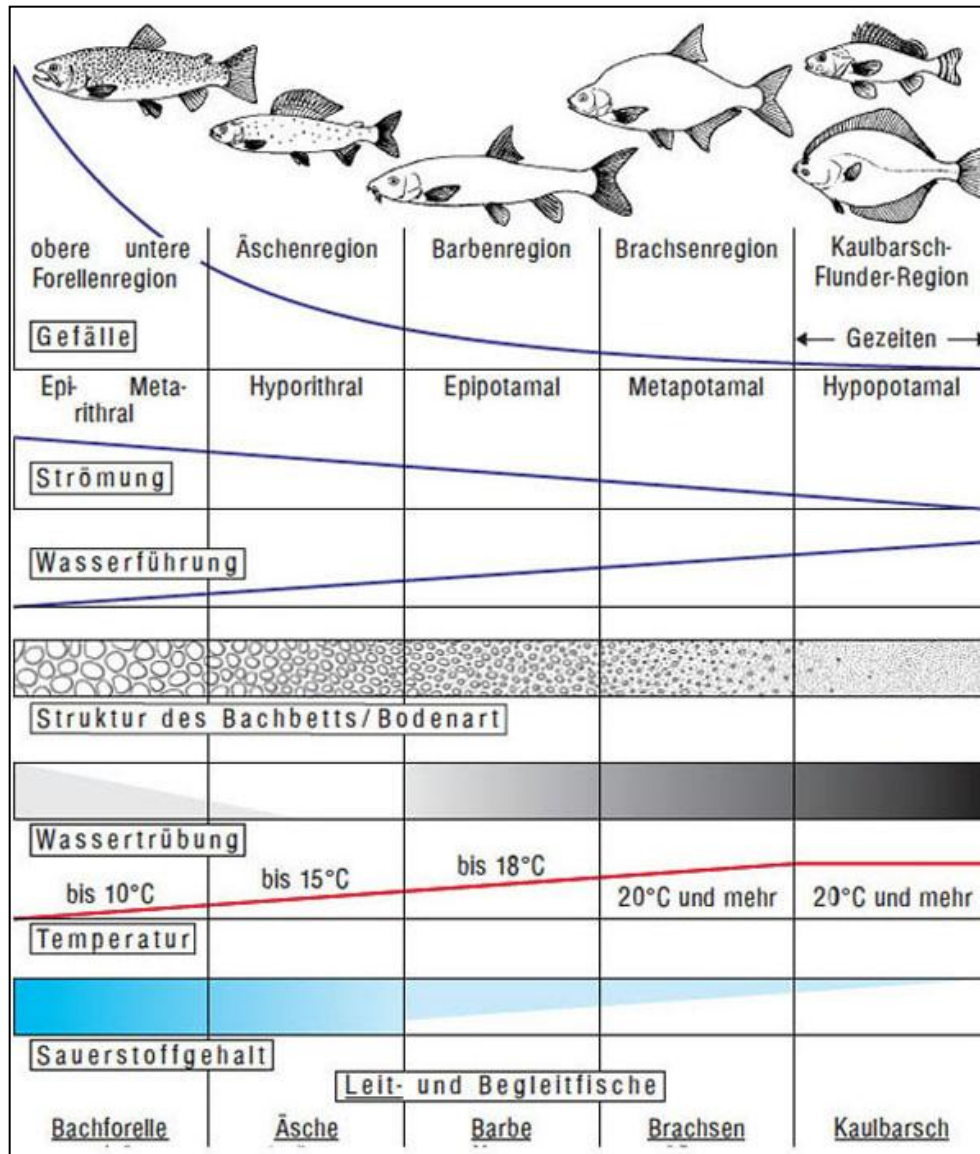 obere untere
Forellenregion
Äschenregion
Barbenregion
Brachsenregion
Kaulbarsch-
Flunder-Region
Gefälle
Gezeiten
Epi- Meta-
rithral
Hyporithral
Epipotamal
Metapotamal
Hypopotamal
Strömung
Wasserführung
Struktur des Bachbetts/Bodenart
Wassertrübung
bis 10°C
bis 15°C
bis 18°C
20°C und mehr
20°C und mehr
Temperatur
Sauerstoffgehalt
Leit- und Begleitfische
Bachforelle
Äsche
Barbe
Brachsen
Kaulbarsch